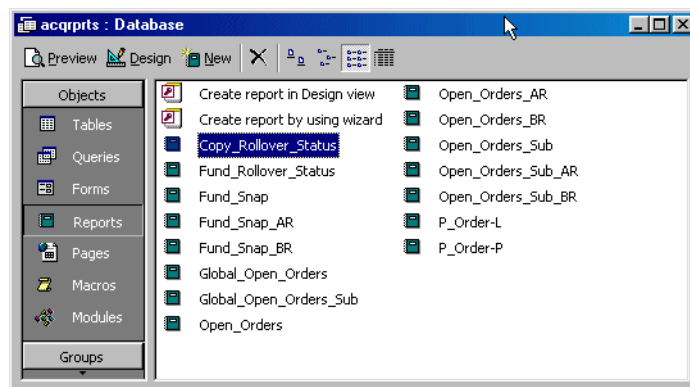 acqrprts : Database
Preview Design New
Objects
Tables
Queries
Forms
Reports
Pages
Macros
Modules
Groups
Create report in Design view
Create report by using wizard
Copy_Rollover_Status
Fund_Rollover_Status
Fund_Snap
Fund_Snap_AR
Fund_Snap_BR
Global_Open_Orders
Global_Open_Orders_Sub
Open_Orders
Open_Orders_AR
Open_Orders_BR
Open_Orders_Sub
Open_Orders_Sub_AR
Open_Orders_Sub_BR
P_Order-L
P_Order-P